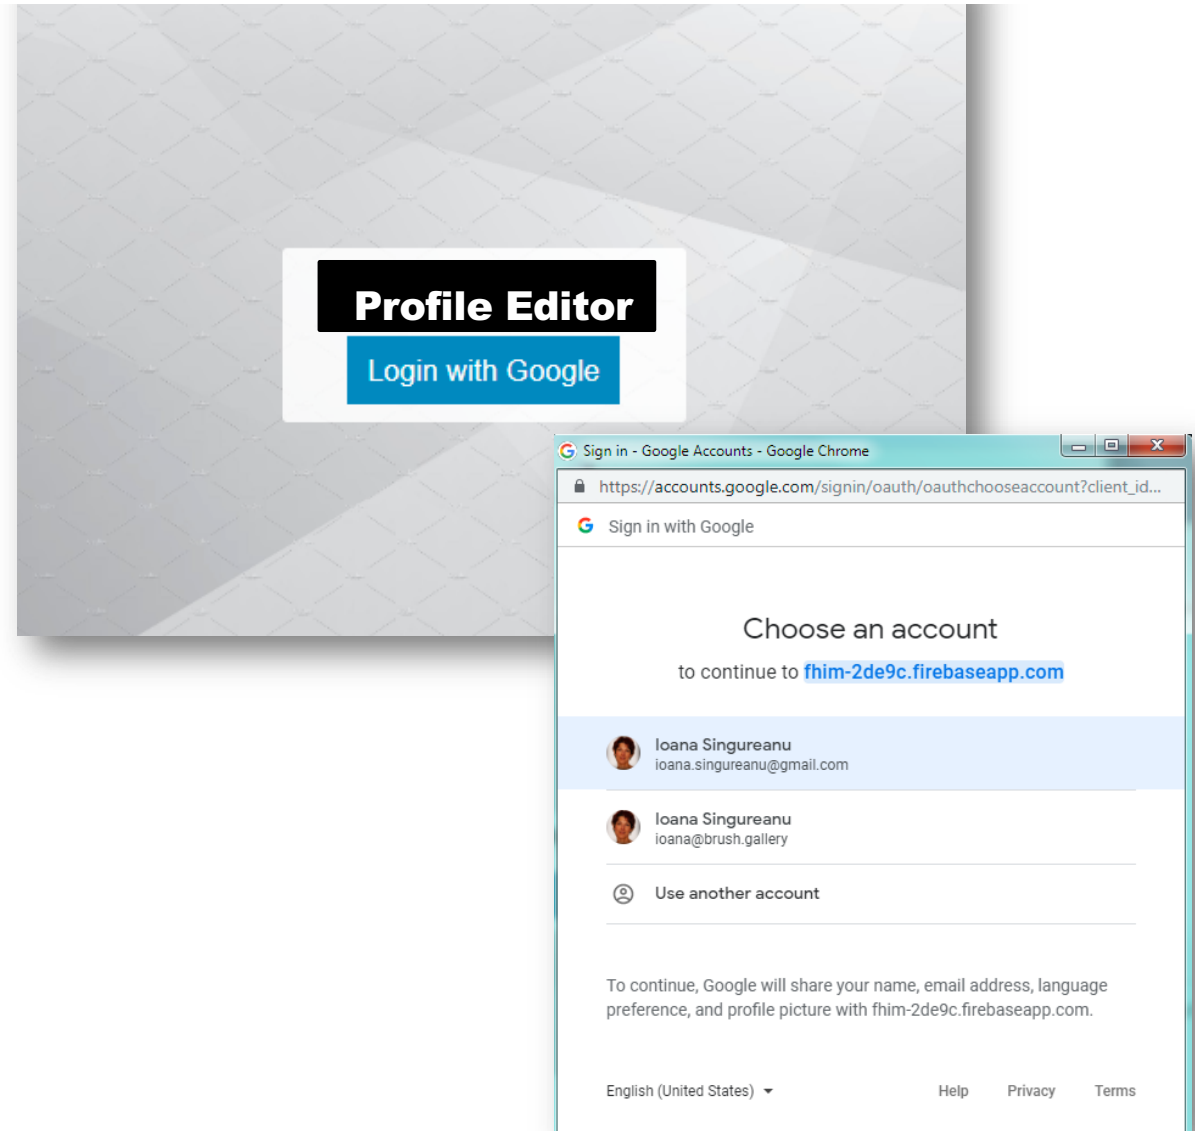 Profile Editor
Login with Google
Sign in - Google Accounts - Google Chrome
https://accounts.google.com/signin/oauth/oauthchooseaccount?client_id...
Sign in with Google
Choose an account
to continue to fhim-2de9c.firebaseapp.com
Ioana Singureanu
ioana.singureanu@gmail.com
Ioana Singureanu
ioana@brush.gallery
Use another account
To continue, Google will share your name, email address, language
preference, and profile picture with fhim-2de9c.firebaseapp.com.
English (United States)
Help Privacy Terms